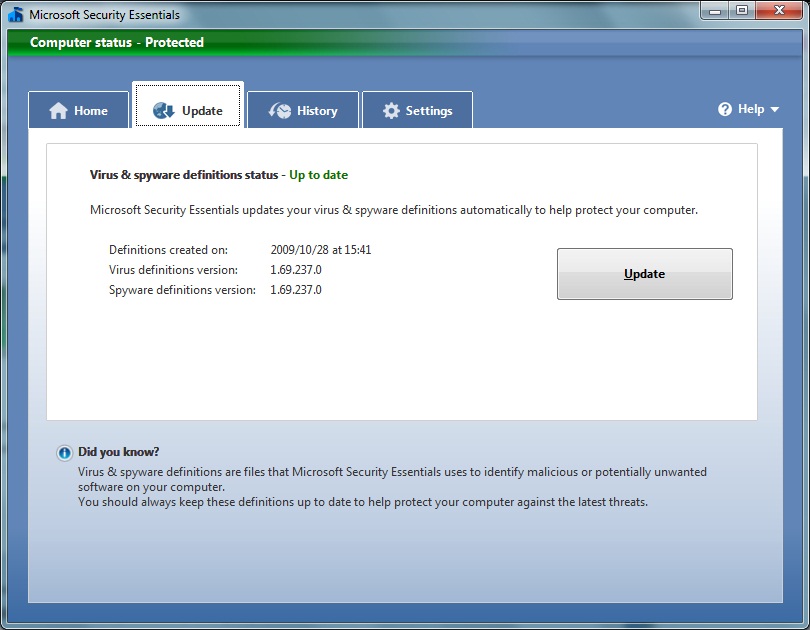 Microsoft Security Essentials
Computer status - Protected
Home
Update
History
Settings
Help
Virus & spyware definitions status - Up to date
Microsoft Security Essentials updates your virus & spyware definitions automatically to help protect your computer.
Definitions created on: 2009/10/28 at 15:41
Virus definitions version: 1.69.237.0
Spyware definitions version: 1.69.237.0
Update
Did you know?
Virus & spyware definitions are files that Microsoft Security Essentials uses to identify malicious or potentially unwanted
software on your computer.
You should always keep these definitions up to date to help protect your computer against the latest threats.